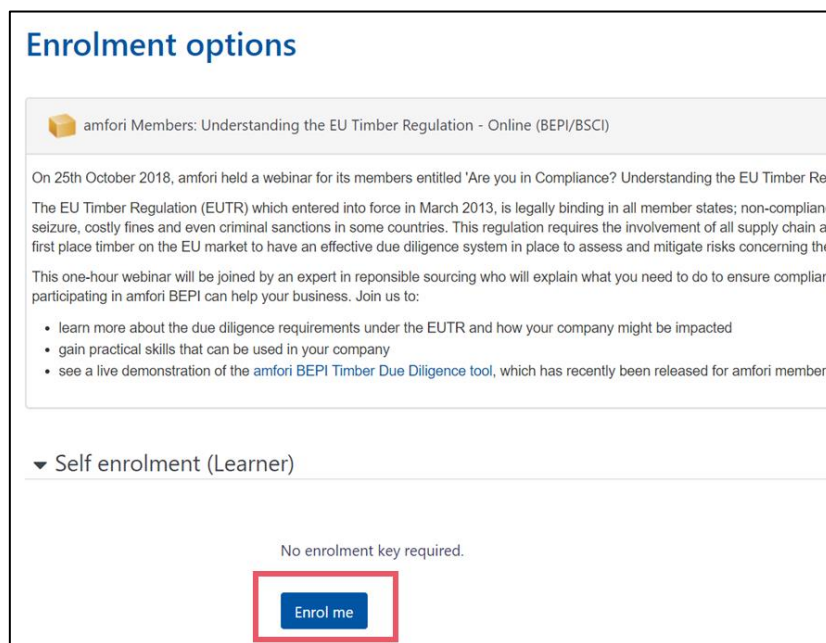 Enrolment options
amfori Members: Understanding the EU Timber Regulation - Online (BEPI/BSCI)
On 25th October 2018, amfori held a webinar for its members entitled 'Are you in Compliance? Understanding the EU Timber Re
The EU Timber Regulation (EUTR) which entered into force in March 2013, is legally binding in all member states; non-complian
seizure, costly fines and even criminal sanctions in some countries. This regulation requires the involvement of all supply chain a
first place timber on the EU market to have an effective due diligence system in place to assess and mitigate risks concerning the
This one-hour webinar will be joined by an expert in reponsible sourcing who will explain what you need to do to ensure complian
participating in amfori BEPI can help your business. Join us to:
• learn more about the due diligence requirements under the EUTR and how your company might be impacted
• gain practical skills that can be used in your company
• see a live demonstration of the amfori BEPI Timber Due Diligence tool, which has recently been released for amfori member
Self enrolment (Learner)
No enrolment key required.
Enrol me